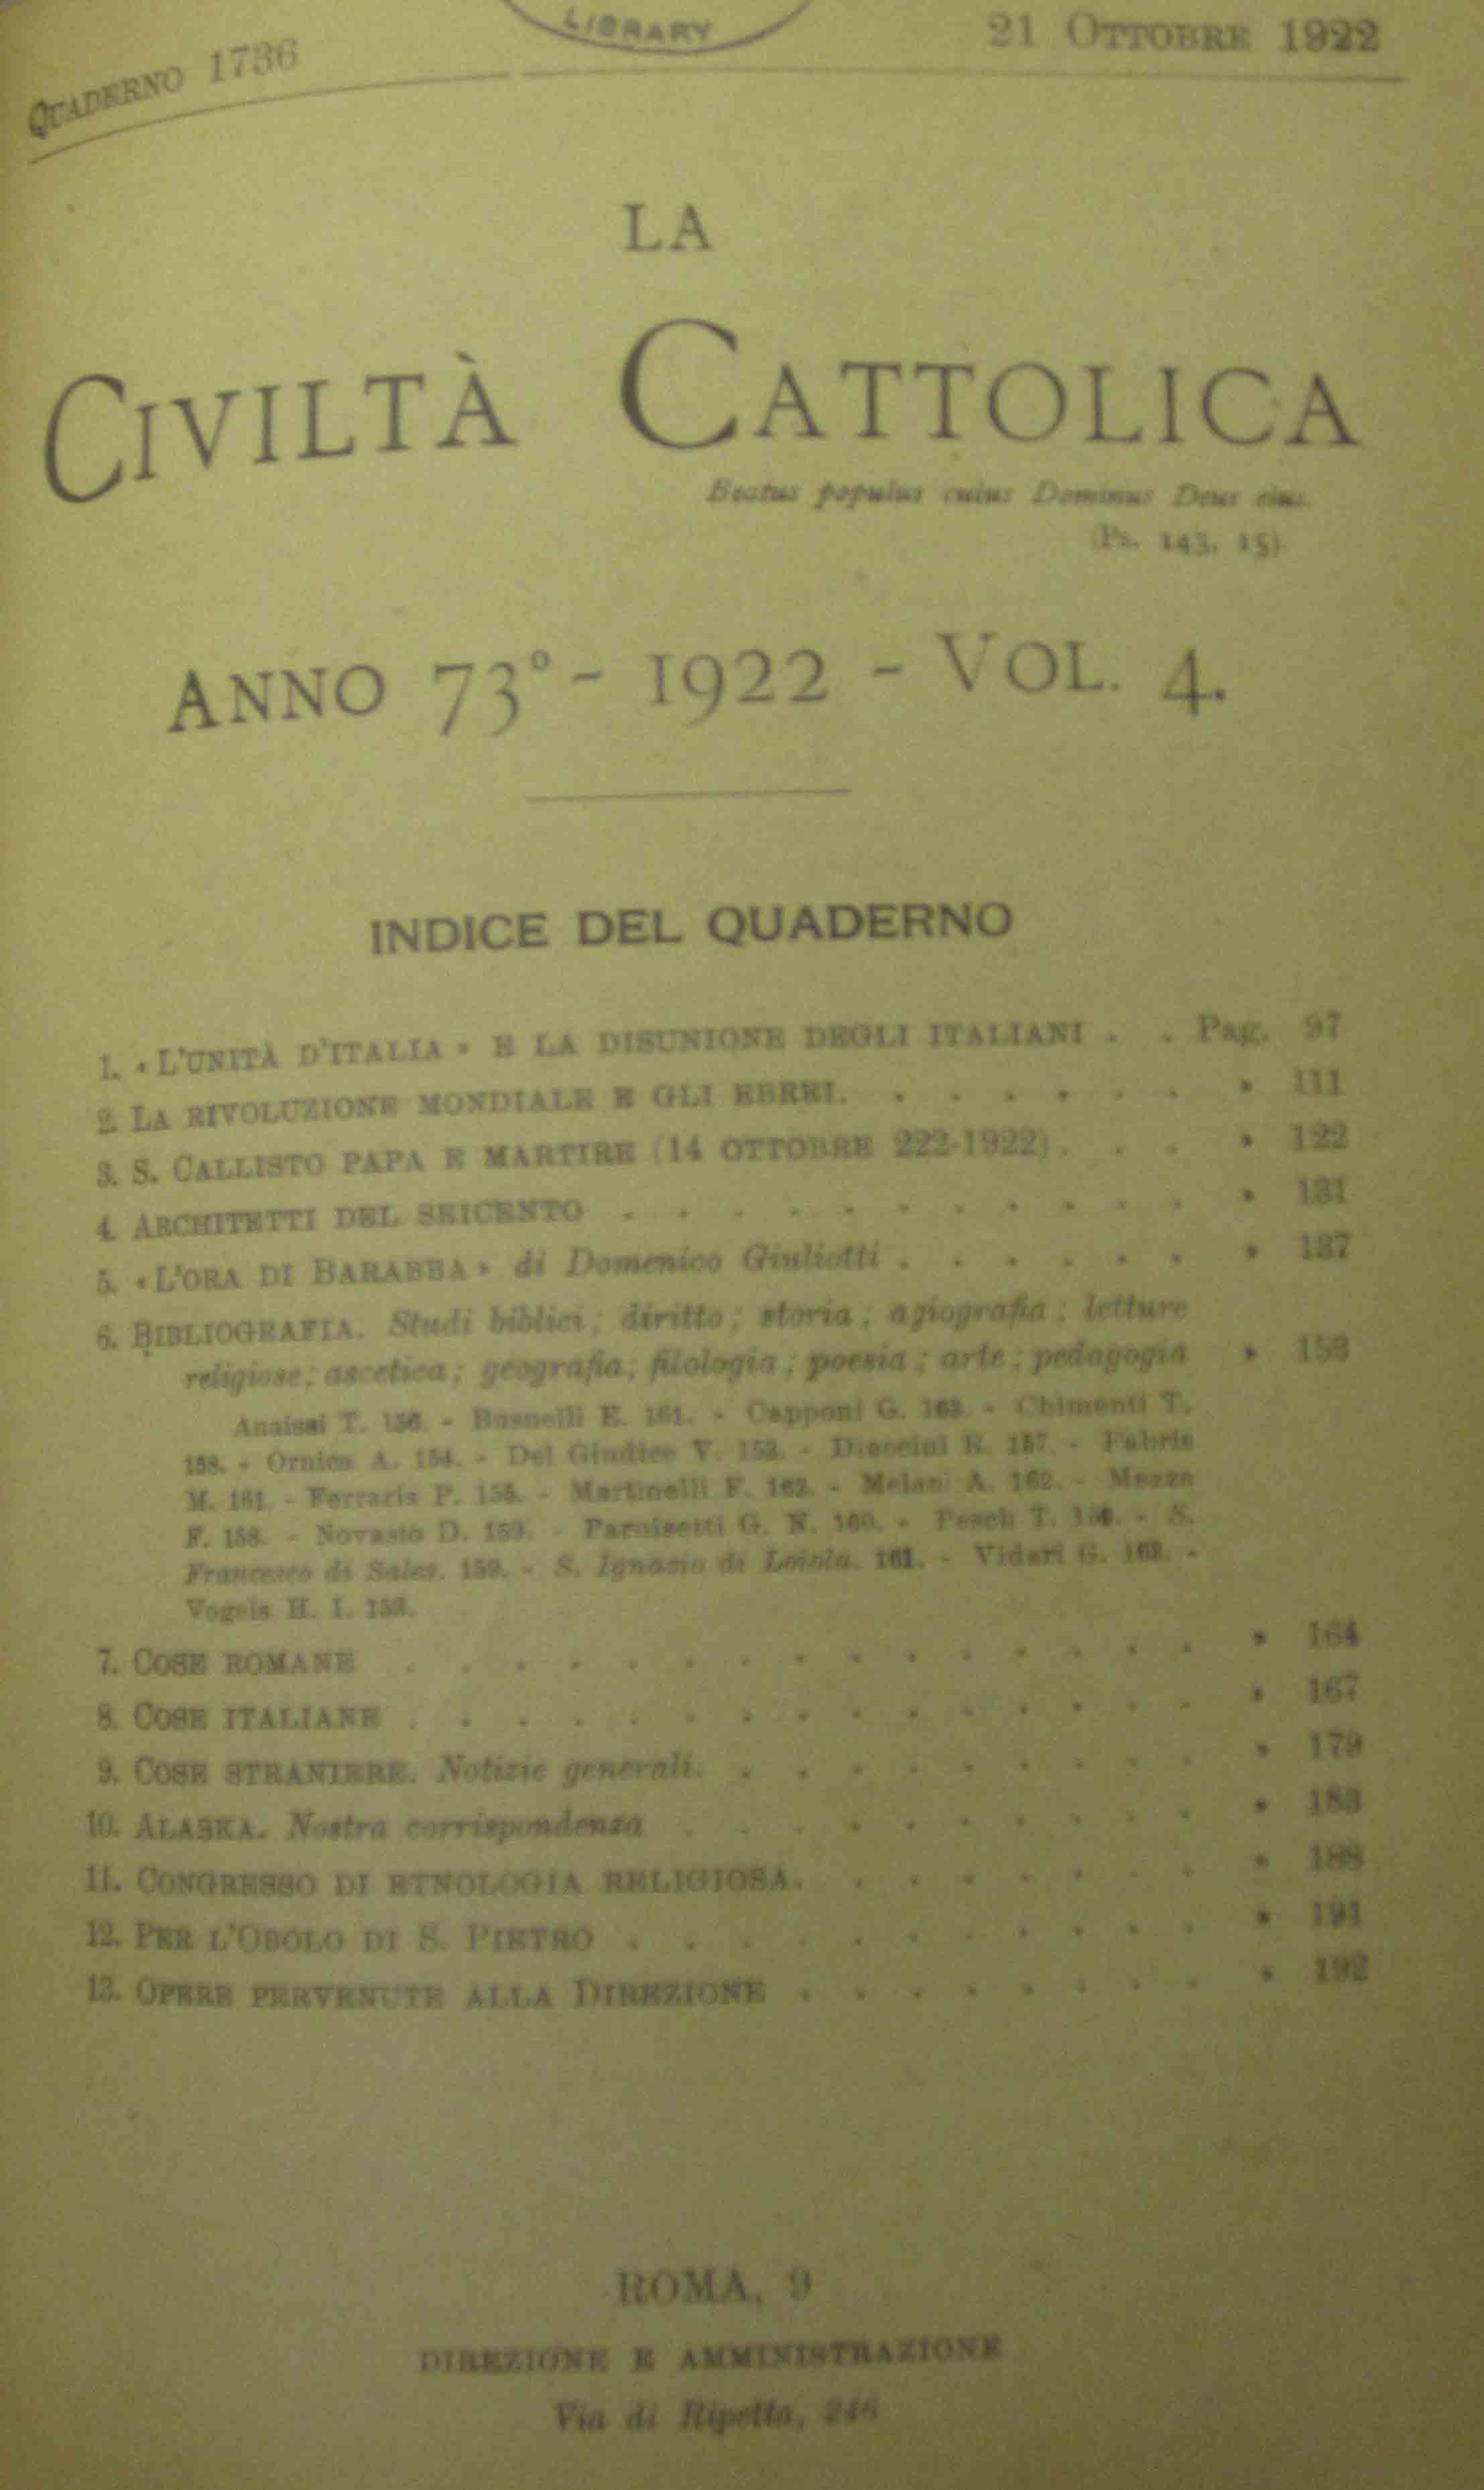 LIBRARY
QUADERNO 1736
21 OTTOBRE 1922
LA
CIVILTÀ CATTOLICA
Beatus populus cuius Dominus Deus eius.
(Ps. 143, 15).
ANNO 73° - 1922 - VOL. 4.
INDICE DEL QUADERNO
1. «L'UNITÀ D'ITALIA» E LA DISUNIONE DEGLI ITALIANI . . Pag. 97
2. LA RIVOLUZIONE MONDIALE E GLI EBREI. . . . . . . » 111
3. S. CALLISTO PAPA E MARTIRE (14 OTTOBRE 222-1922) . . . » 122
4. ARCHITETTI DEL SEICENTO . . . . . . . . . . . » 131
5. «L'ORA DI BARABBA» di Domenico Giuliotti . . . . . . » 137
6. BIBLIOGRAFIA. Studi biblici; diritto; storia; agiografia; letture
religiose; ascetica; geografia; filologia; poesia; arte; pedagogia » 153
Anaissi T. 156. - Busnelli E. 161. - Capponi G. 163. - Chimenti T.
158. - Ornica A. 154. - Del Giudice V. 153. - Diaccini R. 157. - Fabris
M. 161. - Ferraris P. 155. - Martinelli F. 162. - Melani A. 162. - Mezza
F. 158. - Novasio D. 159. - Parnisetti G. N. 160. - Pesch T. - S.
Francesco di Sales. 159. - S. Ignazio di Loiola. 161. - Vidari G. 163. -
Vogels H. I. 153.
7. COSE ROMANE . . . . . . . . . . . . . . . » 164
8. COSE ITALIANE . . . . . . . . . . . . . . . » 167
9. COSE STRANIERE. Notizie generali. . . . . . . . . . » 179
10. ALASKA. Nostra corrispondenza . . . . . . . . . . » 183
11. CONGRESSO DI ETNOLOGIA RELIGIOSA. . . . . . . . » 188
12. PER L'OBOLO DI S. PIETRO . . . . . . . . . . . » 191
13. OPERE PERVENUTE ALLA DIREZIONE . . . . . . . . » 192
ROMA, 9
DIREZIONE E AMMINISTRAZIONE
Via di Ripetta, 246